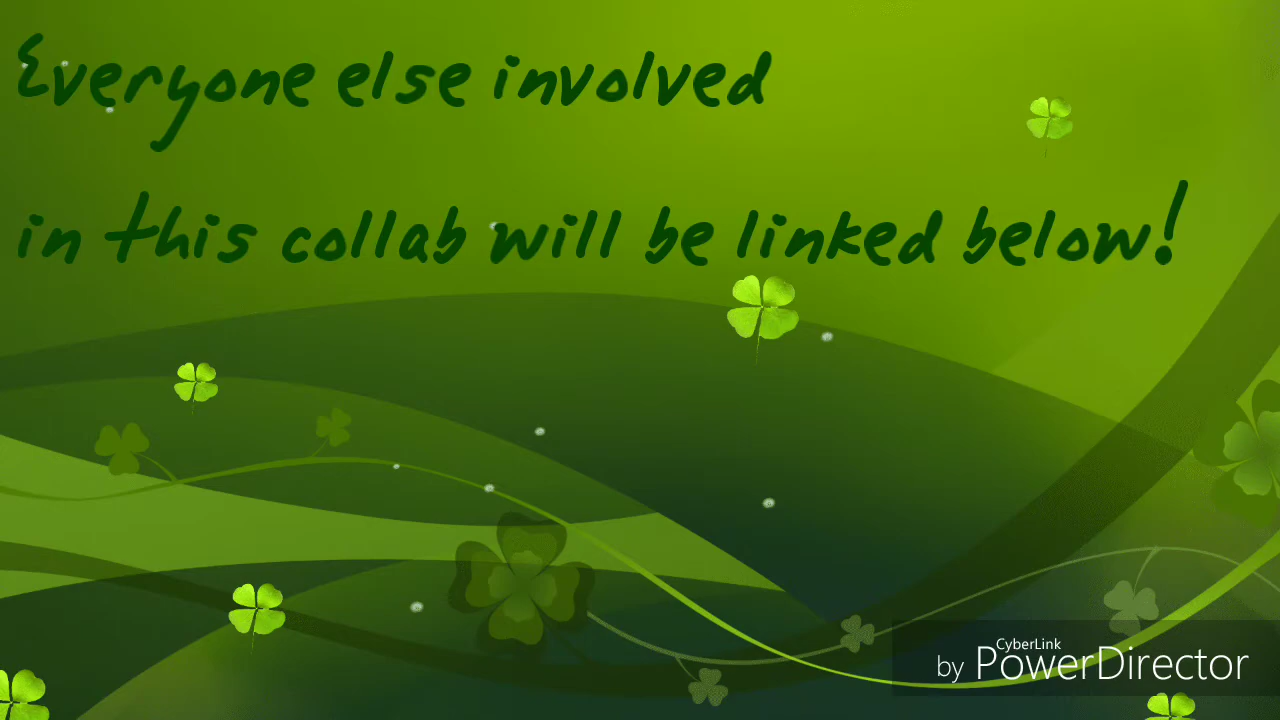 Everyone else involved
in this collab will be linked below!
CyberLink
by PowerDirector